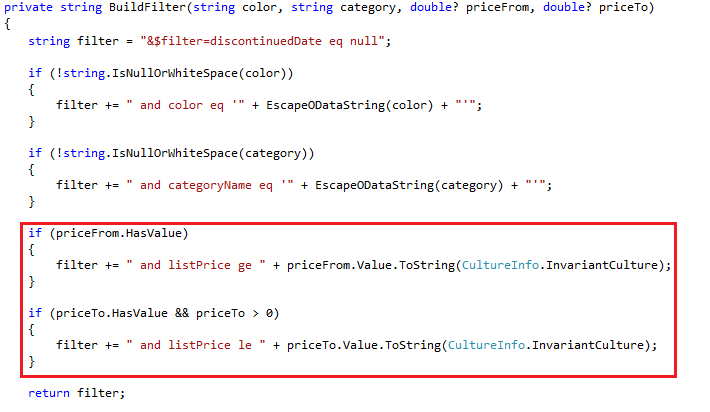 private string BuildFilter(string color, string category, double? priceFrom, double? priceTo)
{
string filter = "&$filter=discontinuedDate eq null";
if (!string.IsNullOrWhiteSpace(color))
{
filter += " and color eq '" + EscapeODataString(color) + "'";
}
if (!string.IsNullOrWhiteSpace(category))
{
filter += " and categoryName eq '" + EscapeODataString(category) + "'";
}
if (priceFrom.HasValue)
{
filter += " and listPrice ge " + priceFrom.Value.ToString(CultureInfo.InvariantCulture);
}
if (priceTo.HasValue && priceTo > 0)
{
filter += " and listPrice le " + priceTo.Value.ToString(CultureInfo.InvariantCulture);
}
return filter;